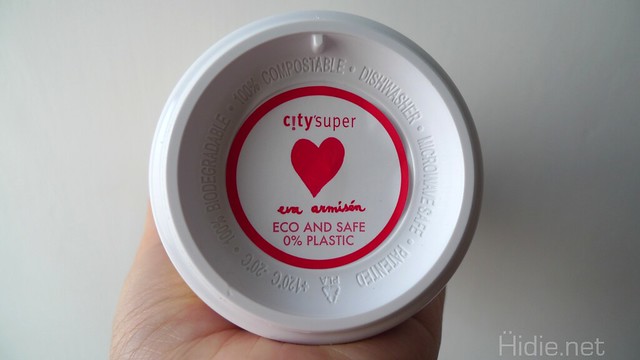 city'super
eva armisén
ECO AND SAFE
0% PLASTIC
+120°C -20°C • 100% BIODEGRADABLE • 100% COMPOSTABLE • DISHWASHER • MICROWAVE SAFE • PATENTED
PLA
Hidie.net